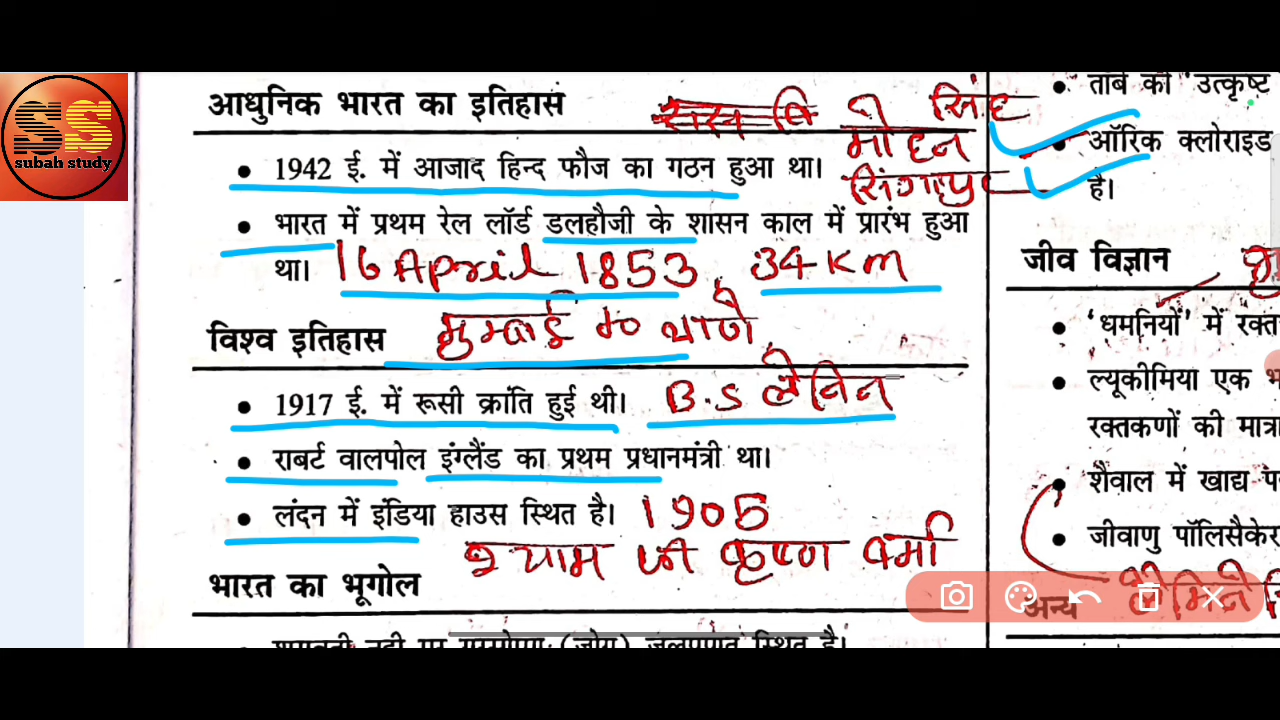 SS
subah study
आधुनिक भारत का इतिहास
मोहन सिंह
सिंगापुर
• 1942 ई. में आजाद हिन्द फौज का गठन हुआ था।
• भारत में प्रथम रेल लॉर्ड डलहौजी के शासन काल में प्रारंभ हुआ
था। 16 April 1853, 34 Km
मुम्बई से थाणे
विश्व इतिहास
• 1917 ई. में रूसी क्रांति हुई थी। B.S लेनिन
• राबर्ट वालपोल इंग्लैंड का प्रथम प्रधानमंत्री था।
• लंदन में इंडिया हाउस स्थित है। 1905
श्याम जी कृष्ण वर्मा
भारत का भूगोल
• तांबे की 'उत्कृष्ट
• ऑरिक क्लोराइड
है।
जीव विज्ञान
• 'धमनियों' में रक्त
• ल्यूकीमिया एक
रक्तकणों की मात्रा
• शैवाल में खाद्य
• जीवाणु पॉलिसैकेर
अन्य